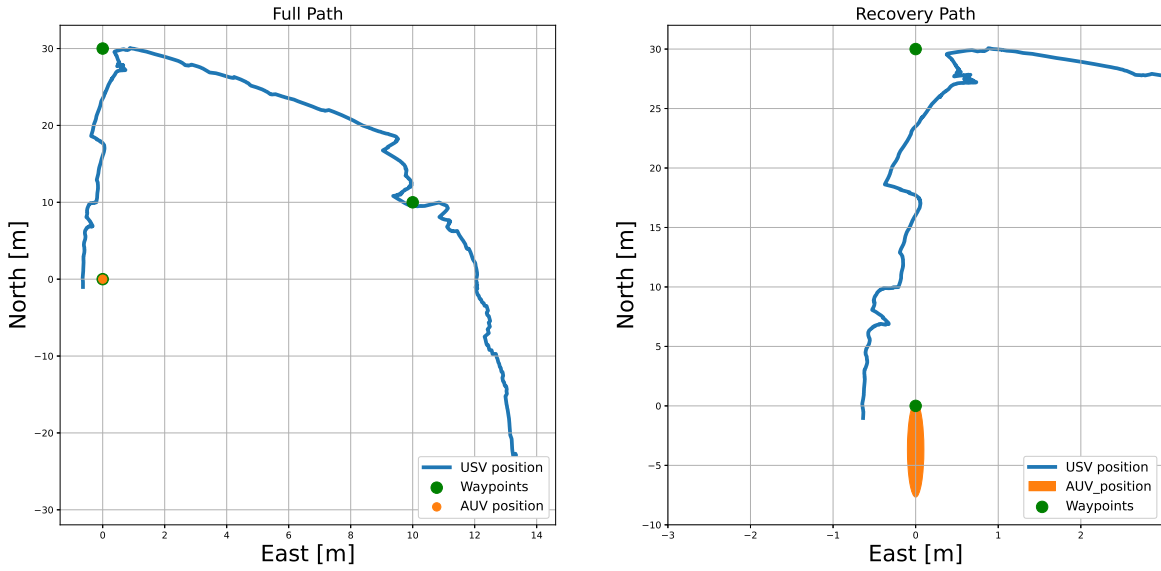 Full Path
North [m]
30
20
10
0
−10
−20
−30
0
2
4
6
8
10
12
14
East [m]
USV position
Waypoints
AUV position
Recovery Path
North [m]
30
25
20
15
10
5
0
−5
−10
−3
−2
−1
0
1
2
East [m]
USV position
AUV_position
Waypoints